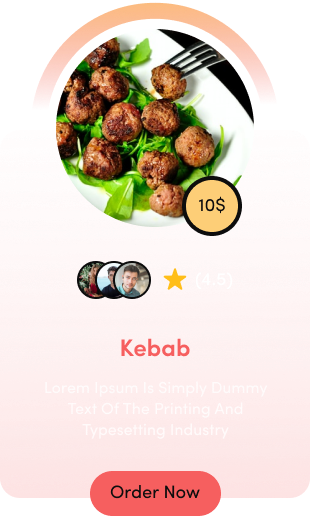 10$
(4.5)
Kebab
Lorem Ipsum Is Simply Dummy
Text Of The Printing And
Typesetting Industry
Order Now